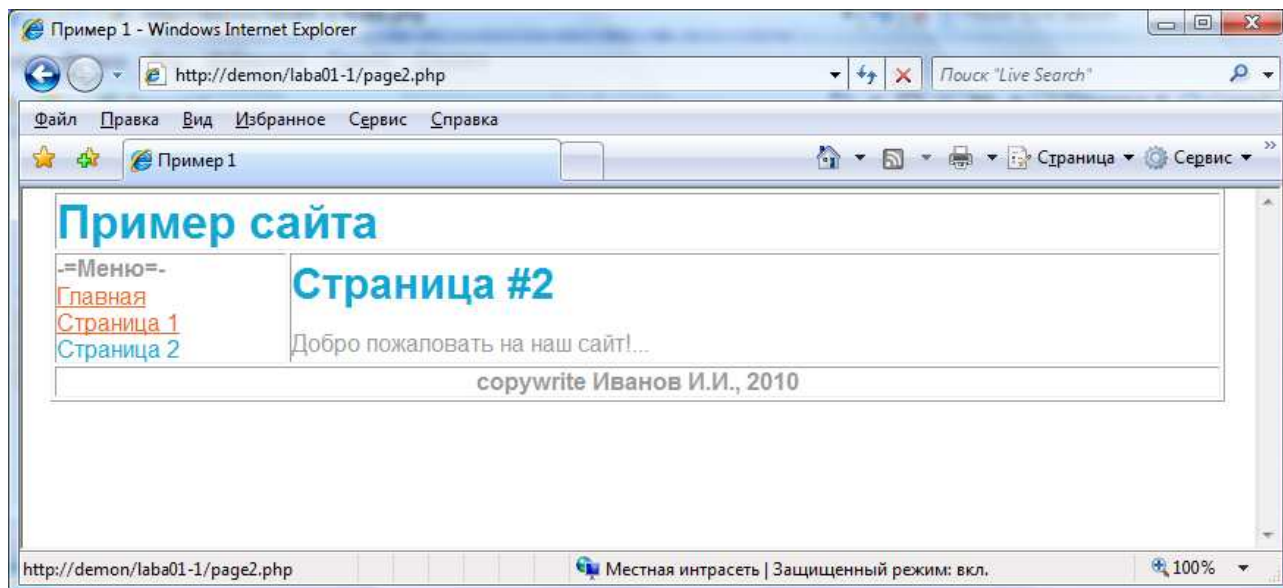 Пример 1 - Windows Internet Explorer
http://demon/laba01-1/page2.php
Поиск "Live Search"
Файл Правка Вид Избранное Сервис Справка
Пример 1
Страница Сервис
Пример сайта
-=Меню=-
Главная
Страница 1
Страница 2
Страница #2
Добро пожаловать на наш сайт!...
copywrite Иванов И.И., 2010
http://demon/laba01-1/page2.php Местная интрасеть | Защищенный режим: вкл. 100%